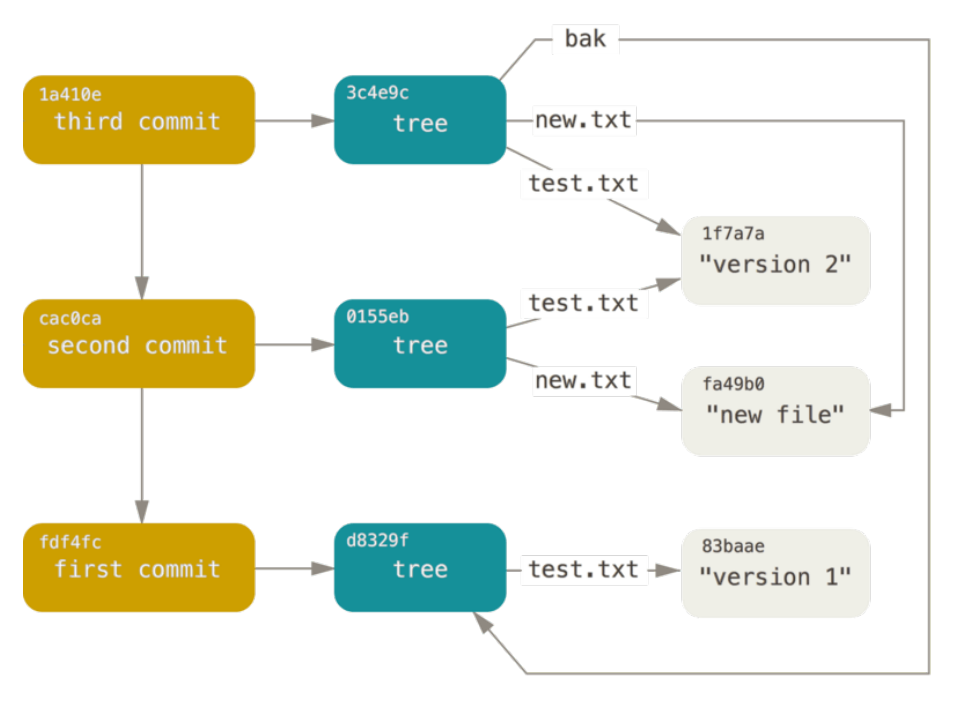 bak
1a410e
third commit
3c4e9c
tree
new.txt
test.txt
1f7a7a
"version 2"
cac0ca
second commit
0155eb
tree
test.txt
new.txt
fa49b0
"new file"
fdf4fc
first commit
d8329f
tree
test.txt
83baae
"version 1"